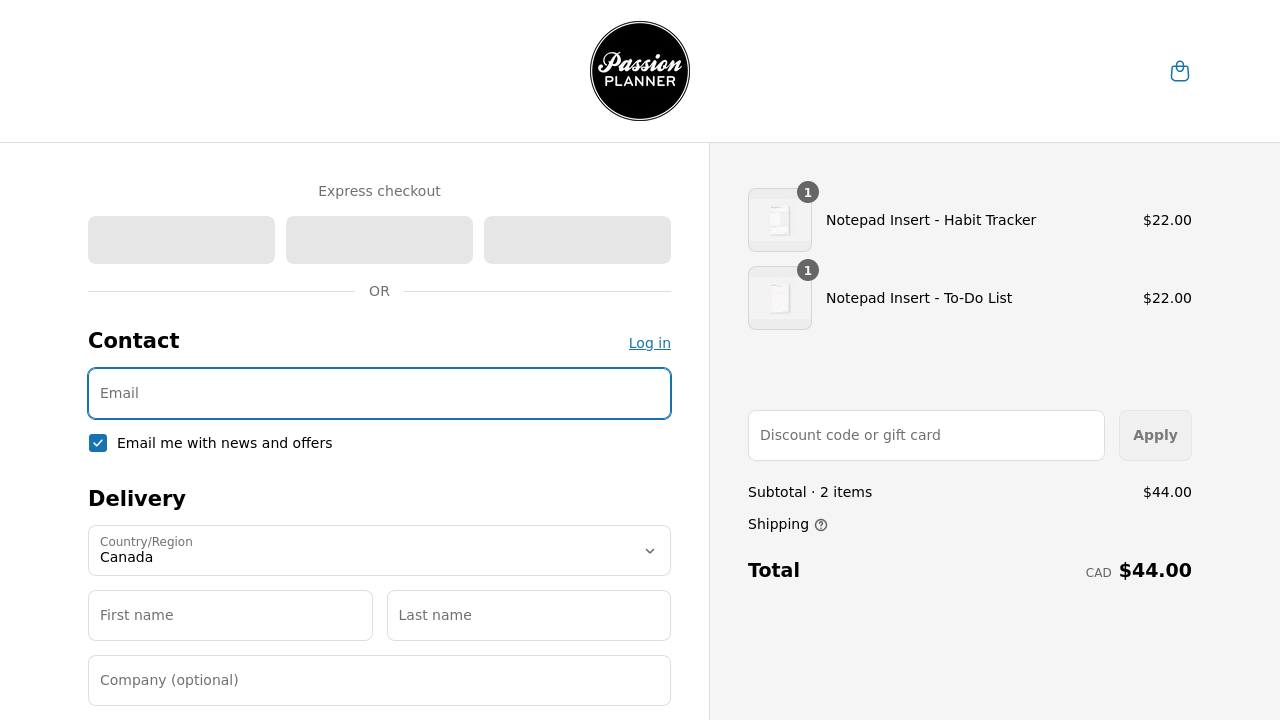 Passion
PLANNER
Express checkout
OR
Contact
Log in
Email
Email me with news and offers
Delivery
Country/Region
Canada
First name
Last name
Company (optional)
1
Notepad Insert - Habit Tracker
$22.00
1
Notepad Insert - To-Do List
$22.00
Discount code or gift card
Apply
Subtotal · 2 items
$44.00
Shipping
Total
CAD $44.00